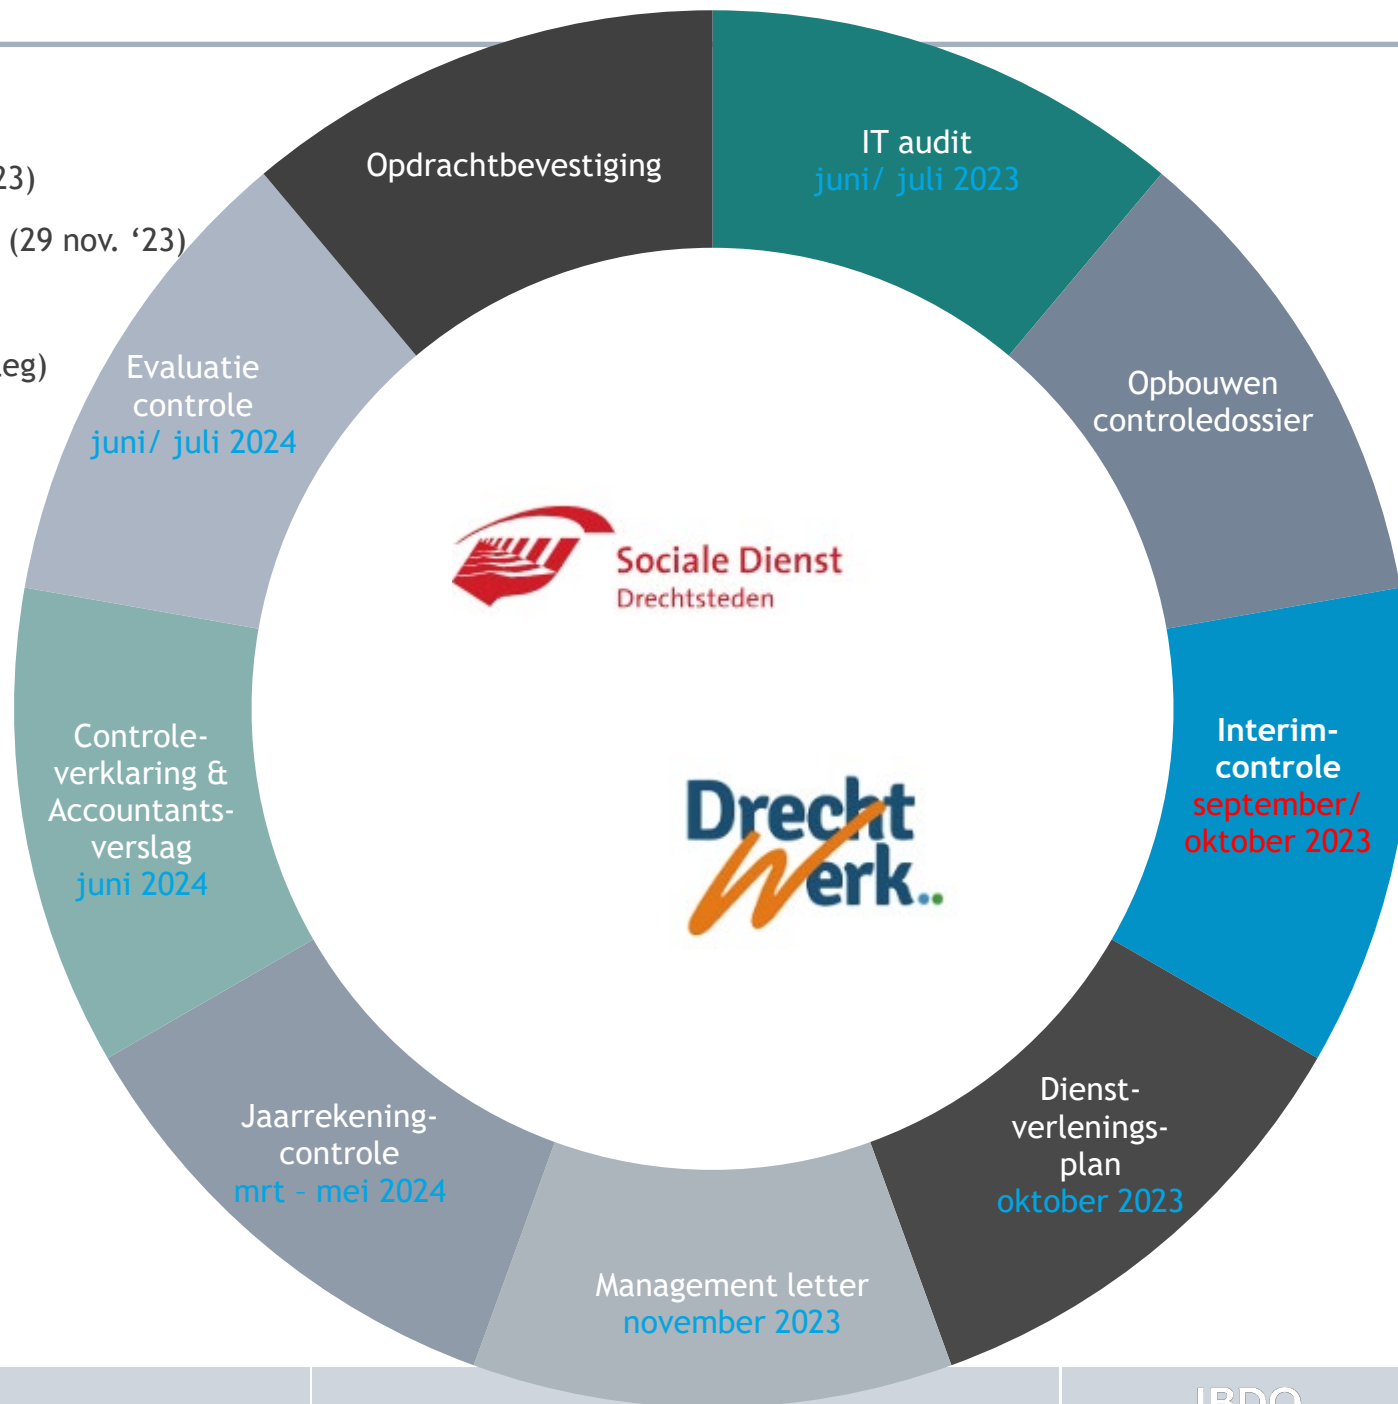 23)
(29 nov. ‘23)
eg)
Opdrachtbevestiging
IT audit
juni/ juli 2023
Opbouwen
controledossier
Interim-
controle
september/
oktober 2023
Dienst-
verlenings-
plan
oktober 2023
Management letter
november 2023
Jaarrekening-
controle
mrt – mei 2024
Controle-
verklaring &
Accountants-
verslag
juni 2024
Evaluatie
controle
juni/ juli 2024
Sociale Dienst
Drechtsteden
Drecht
Werk..
BDO